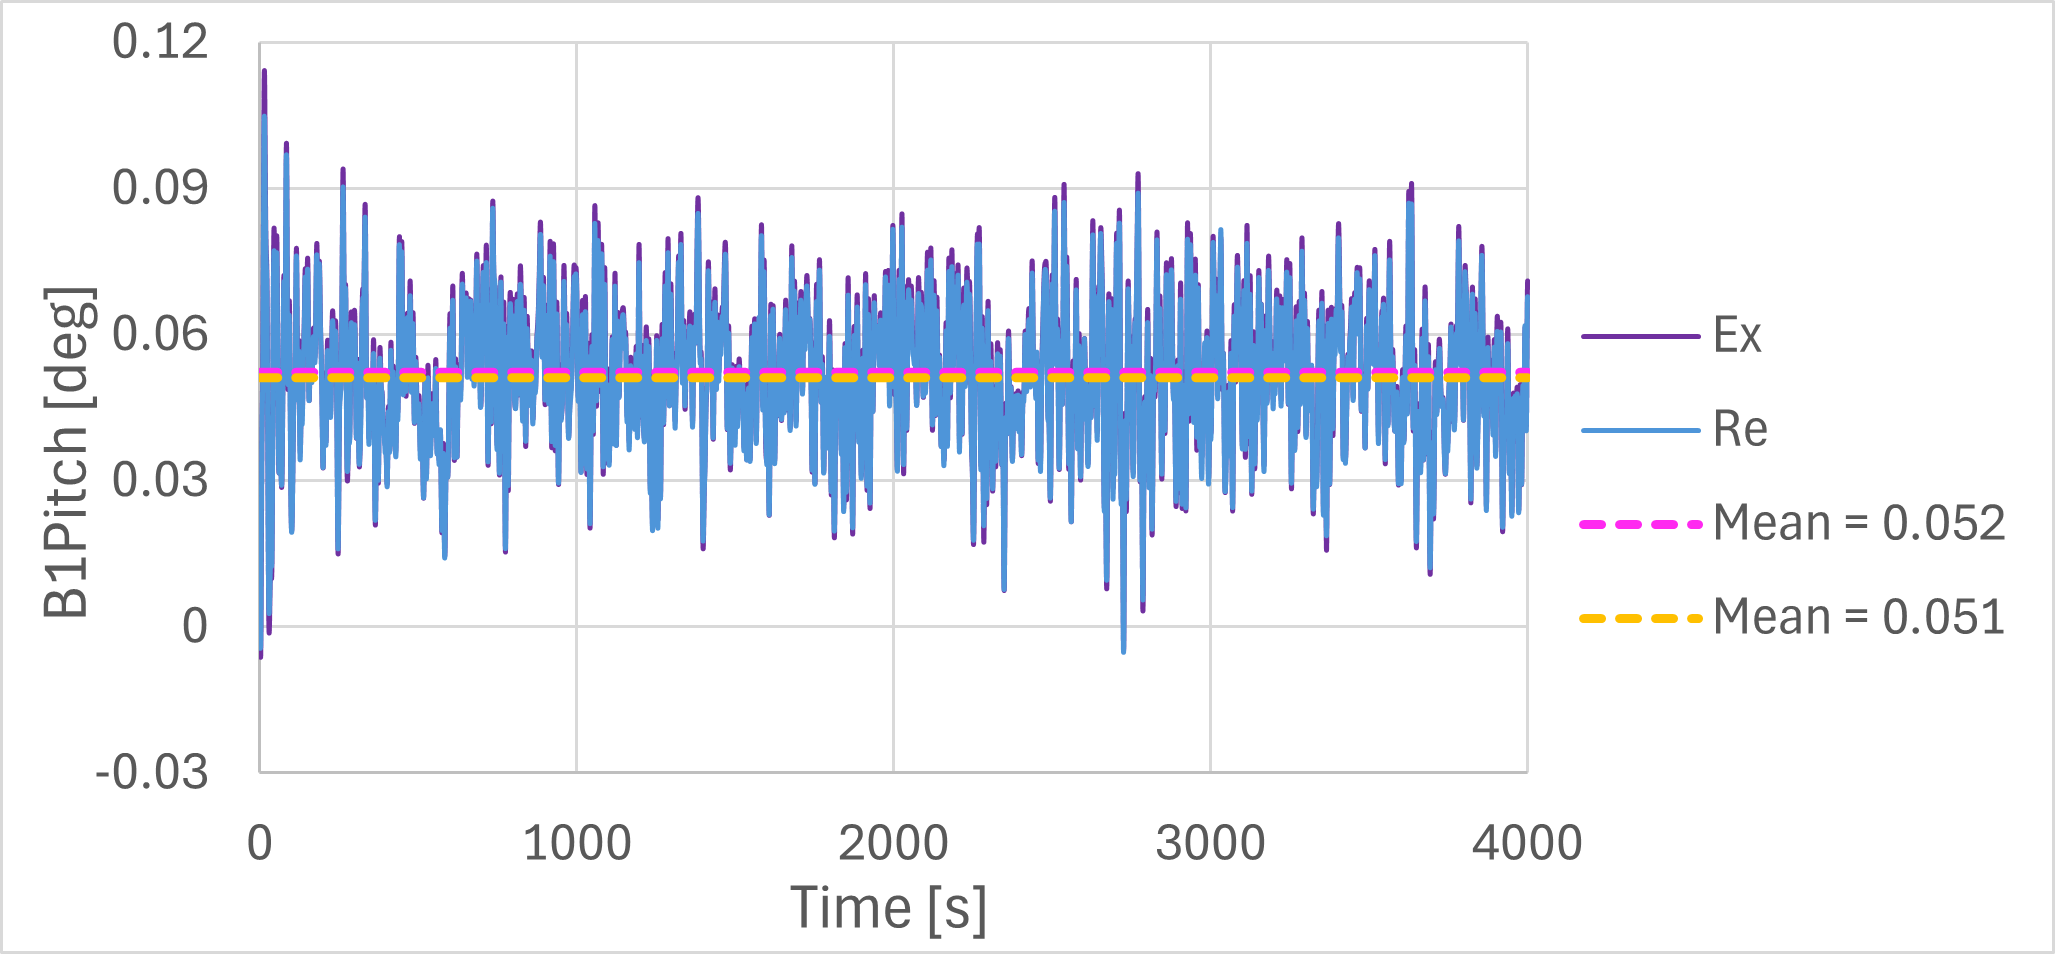 0.12
0.09
0.06
0.03
0
-0.03
B1Pitch [deg]
0 1000 2000 3000 4000
Time [s]
Ex
Re
Mean = 0.052
Mean = 0.051